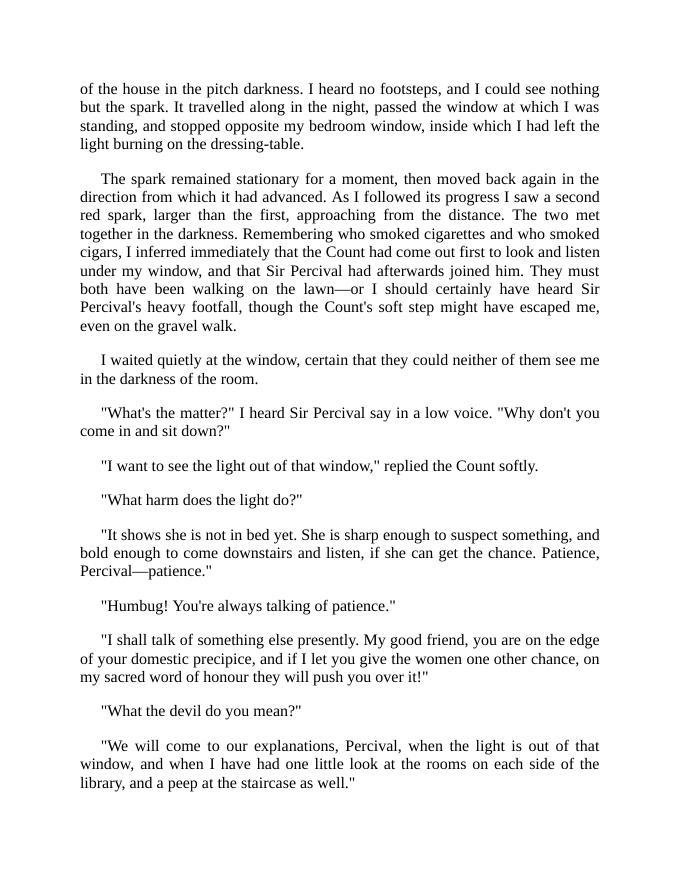 of the house in the pitch darkness. I heard no footsteps, and I could see nothing
but the spark. It travelled along in the night, passed the window at which I was
standing, and stopped opposite my bedroom window, inside which I had left the
light burning on the dressing-table.
The spark remained stationary for a moment, then moved back again in the
direction from which it had advanced. As I followed its progress I saw a second
red spark, larger than the first, approaching from the distance. The two met
together in the darkness. Remembering who smoked cigarettes and who smoked
cigars, I inferred immediately that the Count had come out first to look and listen
under my window, and that Sir Percival had afterwards joined him. They must
both have been walking on the lawn—or I should certainly have heard Sir
Percival's heavy footfall, though the Count's soft step might have escaped me,
even on the gravel walk.
I waited quietly at the window, certain that they could neither of them see me
in the darkness of the room.
"What's the matter?" I heard Sir Percival say in a low voice. "Why don't you
come in and sit down?"
"I want to see the light out of that window," replied the Count softly.
"What harm does the light do?"
"It shows she is not in bed yet. She is sharp enough to suspect something, and
bold enough to come downstairs and listen, if she can get the chance. Patience,
Percival—patience."
"Humbug! You're always talking of patience."
"I shall talk of something else presently. My good friend, you are on the edge
of your domestic precipice, and if I let you give the women one other chance, on
my sacred word of honour they will push you over it!"
"What the devil do you mean?"
"We will come to our explanations, Percival, when the light is out of that
window, and when I have had one little look at the rooms on each side of the
library, and a peep at the staircase as well."